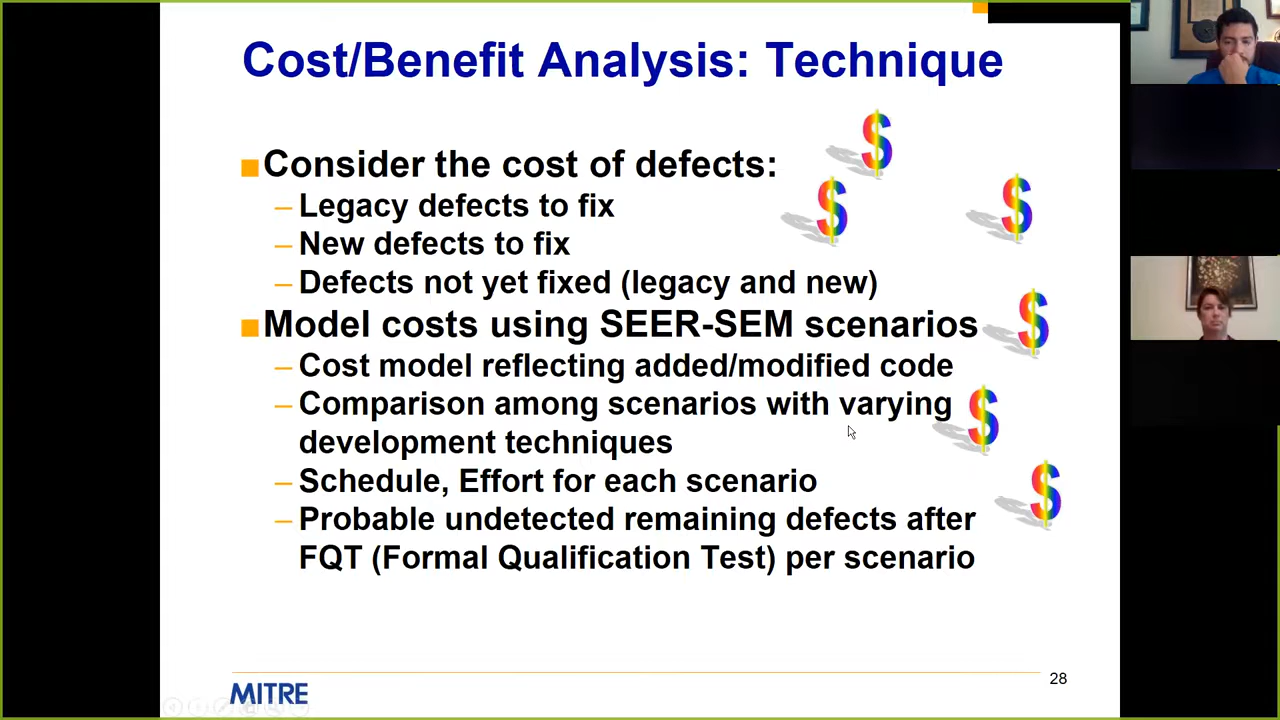 Cost/Benefit Analysis: Technique
Consider the cost of defects:
– Legacy defects to fix
– New defects to fix
– Defects not yet fixed (legacy and new)
Model costs using SEER-SEM scenarios
– Cost model reflecting added/modified code
– Comparison among scenarios with varying
development techniques
– Schedule, Effort for each scenario
– Probable undetected remaining defects after
FQT (Formal Qualification Test) per scenario
$
$
$
$
$
$
MITRE
28